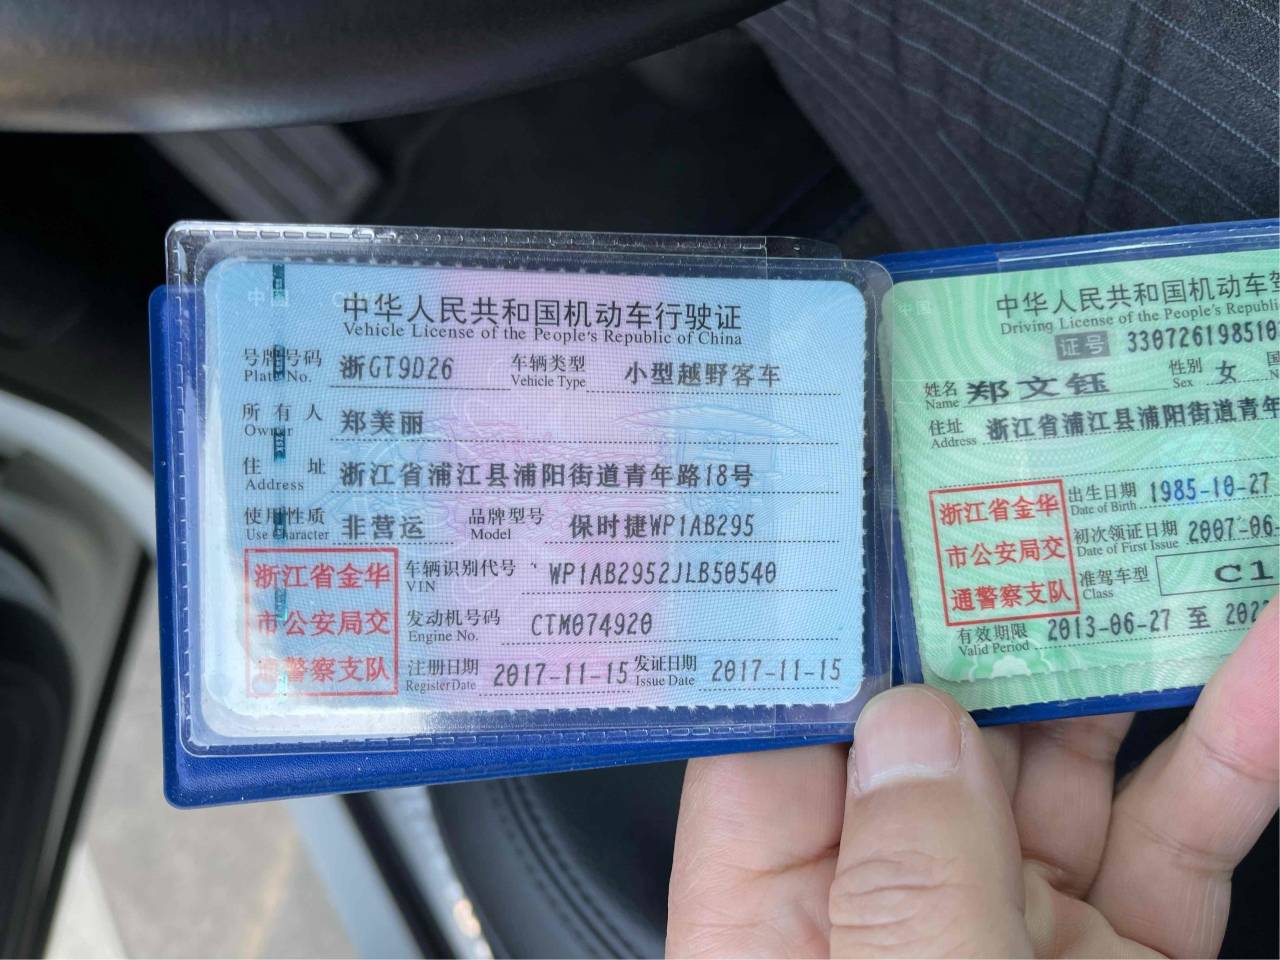 中国
中华人民共和国机动车行驶证
Vehicle License of the People's Republic of China
号牌号码 浙GT9D26 车辆类型 小型越野客车
Plate No. Vehicle Type
所有人 郑美丽
Owner
住址 浙江省浦江县浦阳街道青年路18号
Address
使用性质 非营运 品牌型号 保时捷WP1AB295
Use Character Model
浙江省金华
市公安局交
通警察支队
车辆识别代号 WP1AB2952JLB50540
VIN
发动机号码 CTM074920
Engine No.
注册日期 2017-11-15 发证日期 2017-11-15
Register Date Issue Date
中国
中华人民共和国机动车驾
Driving License of the People's Republi
证号 330726198510
姓名 郑文钰 性别 女
Name Sex
住址 浙江省浦江县浦阳街道青年
Address
浙江省金华
市公安局交
通警察支队
出生日期 1985-10-27
Date of Birth
初次领证日期 2007-06-
Date of First Issue
准驾车型 C1
Class
有效期限 2013-06-27 至 202
Valid Period